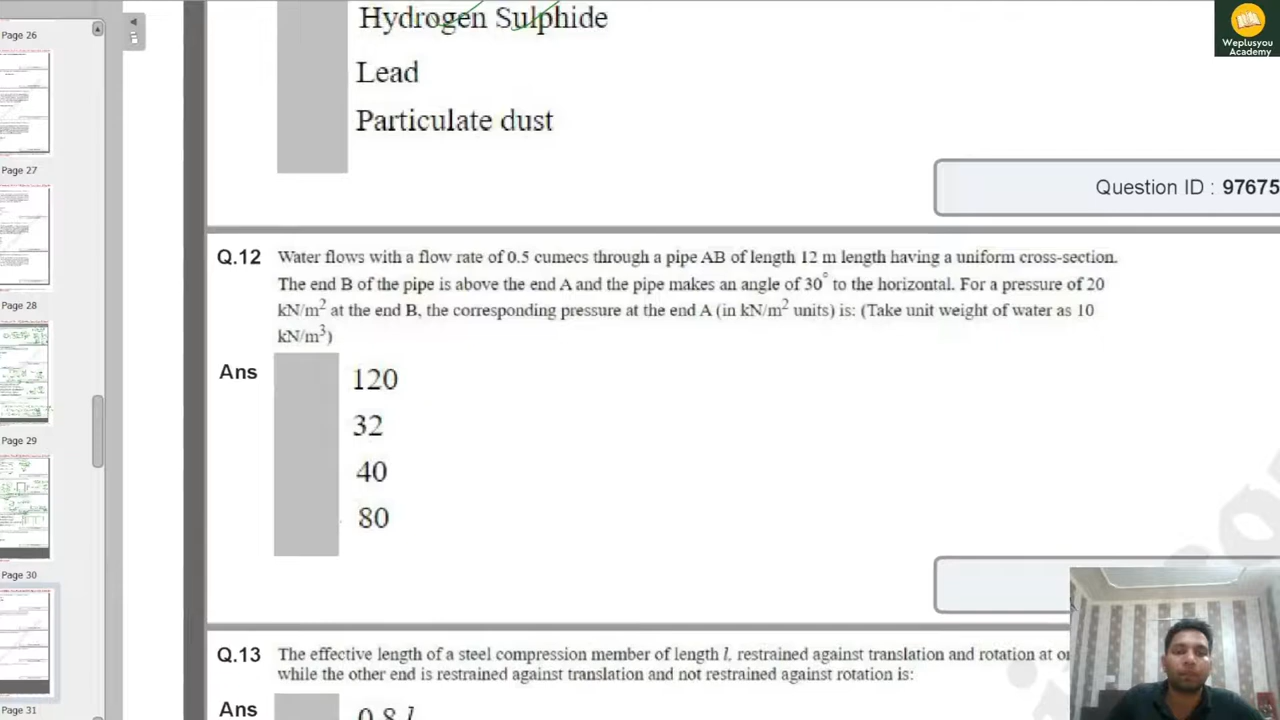 Page 26
Page 27
Page 28
Page 29
Page 30
Page 31
Weplusyou
Academy
Hydrogen Sulphide
Lead
Particulate dust
Question ID : 97675
Q.12 Water flows with a flow rate of 0.5 cumecs through a pipe AB of length 12 m length having a uniform cross-section.
The end B of the pipe is above the end A and the pipe makes an angle of 30° to the horizontal. For a pressure of 20
kN/m² at the end B, the corresponding pressure at the end A (in kN/m² units) is: (Take unit weight of water as 10
kN/m³)
Ans 120
32
40
80
Q.13 The effective length of a steel compression member of length l, restrained against translation and rotation at
while the other end is restrained against translation and not restrained against rotation is:
Ans 0.8 l